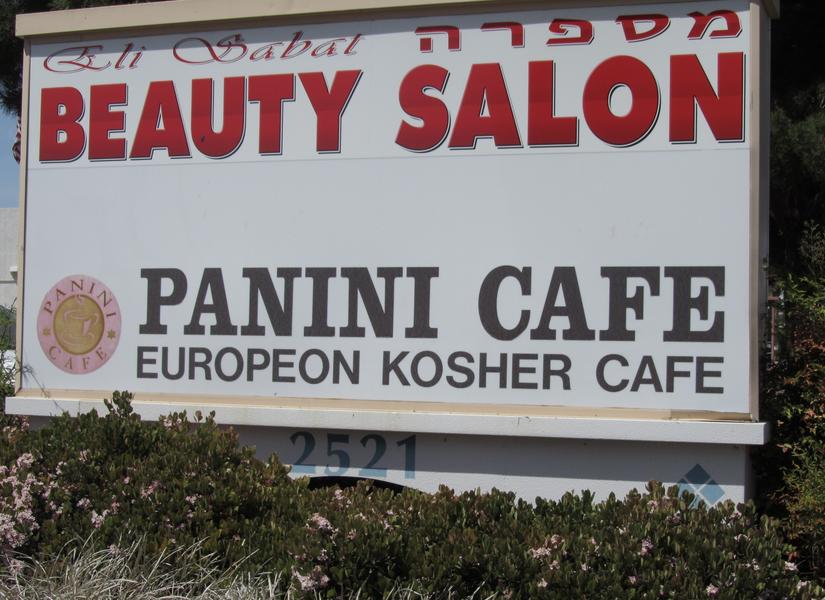 Eli Sabat מספרה
BEAUTY SALON
PANINI CAFE
PANINI CAFE
EUROPEON KOSHER CAFE
2521